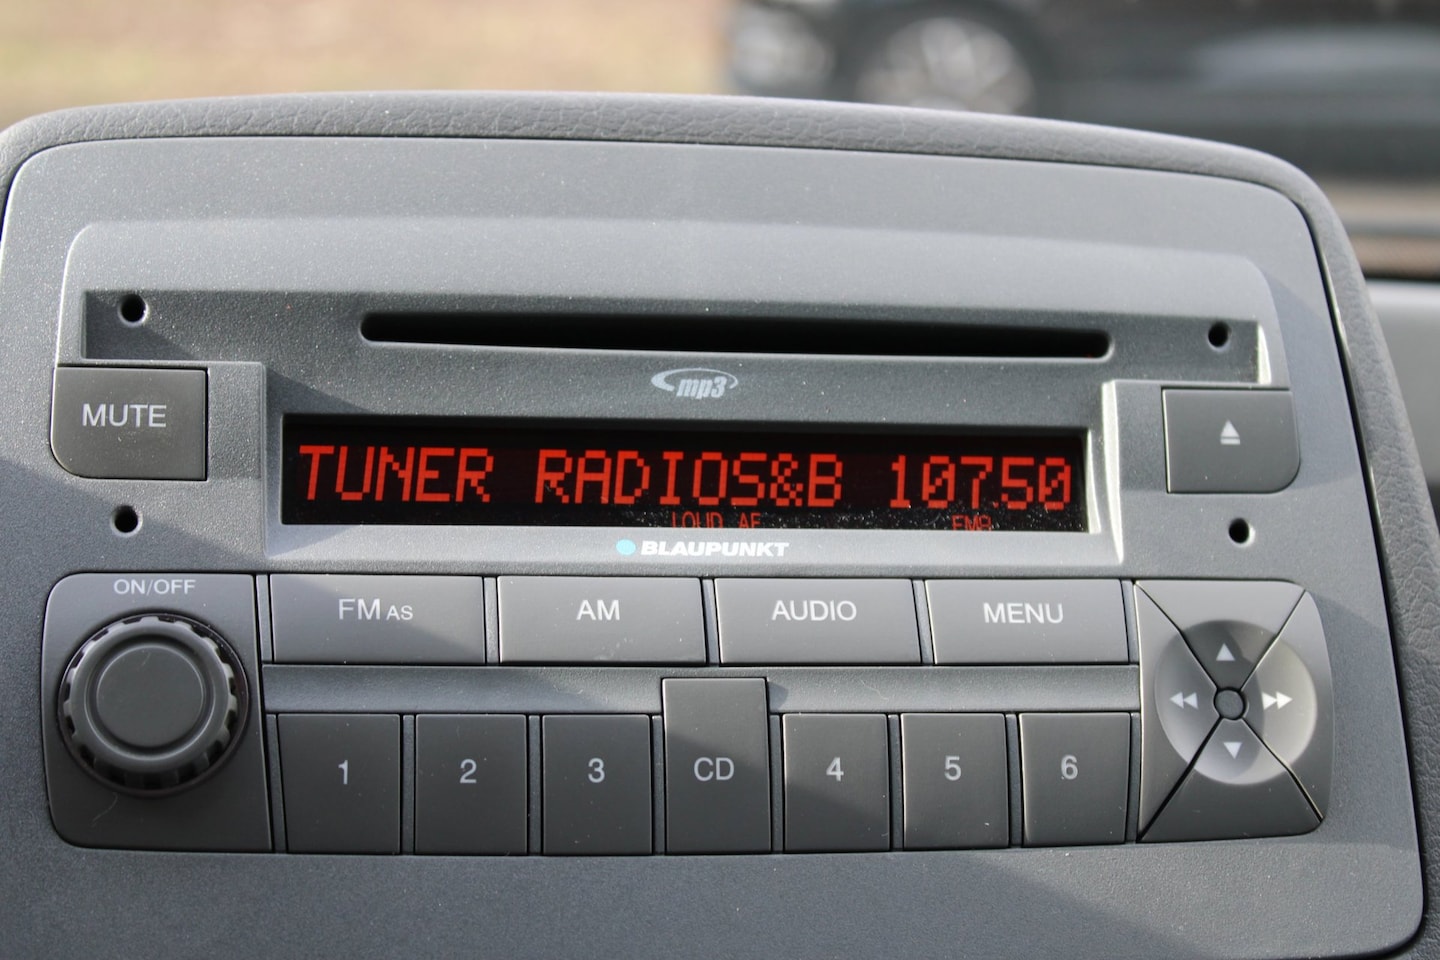 mp3
MUTE
TUNER RADIOS&B 107.50
LOUD AF
BLAUPUNKT
ON/OFF
FM AS
AM
AUDIO
MENU
1
2
3
CD
4
5
6